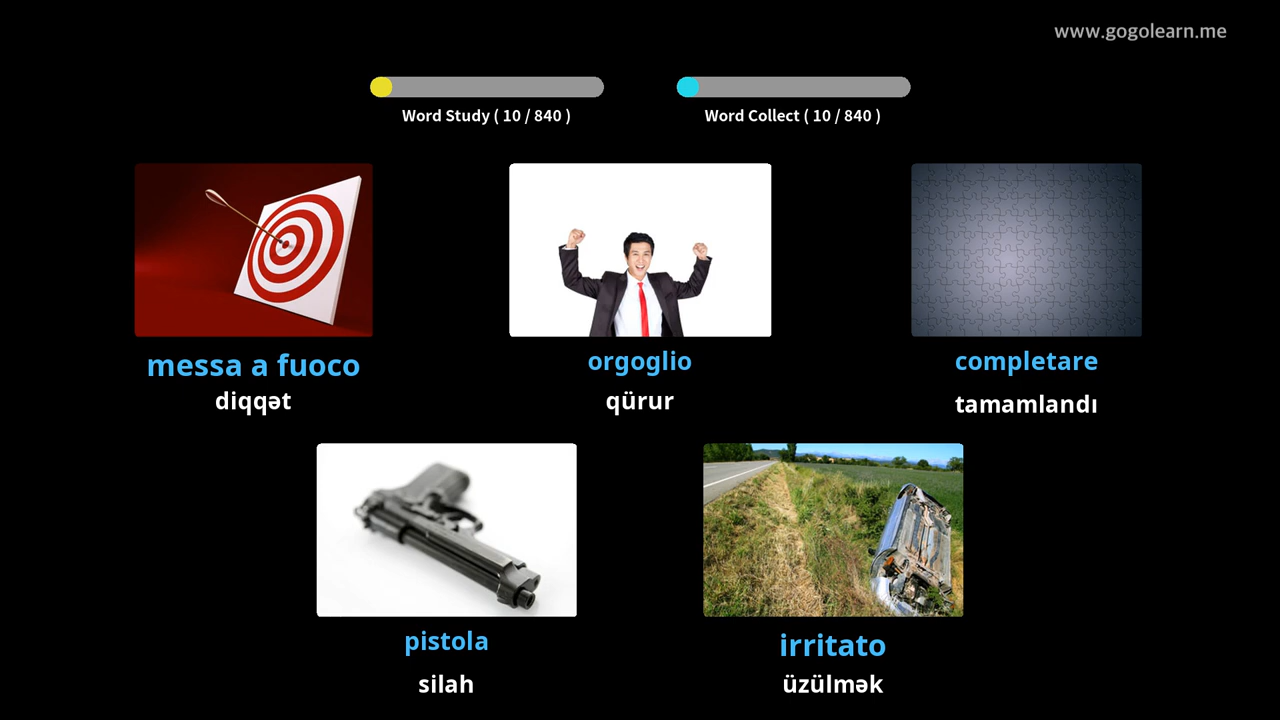 www.gogolearn.me
Word Study ( 10 / 840 )
Word Collect ( 10 / 840 )
messa a fuoco
diqqət
orgoglio
qürur
completare
tamamlandı
pistola
silah
irritato
üzülmək